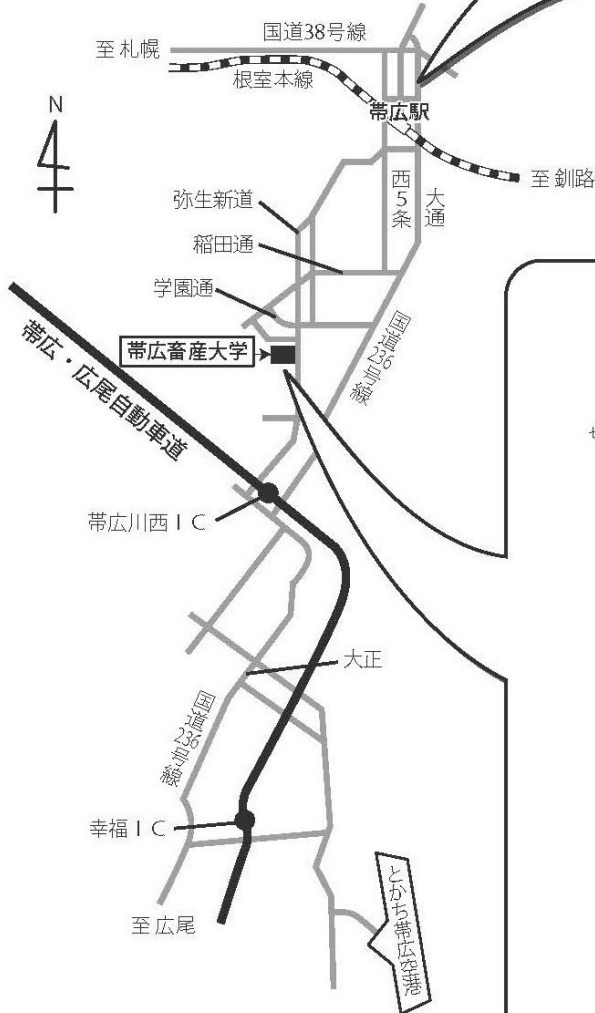 国道38号線
至 札幌
根室本線
N
帯広駅
至 釧路
西5条
大通
弥生新道
稲田通
学園通
国道236号線
帯広畜産大学
帯広・広尾自動車道
帯広川西IC
大正
国道236号線
幸福IC
とかち帯広空港
至 広尾